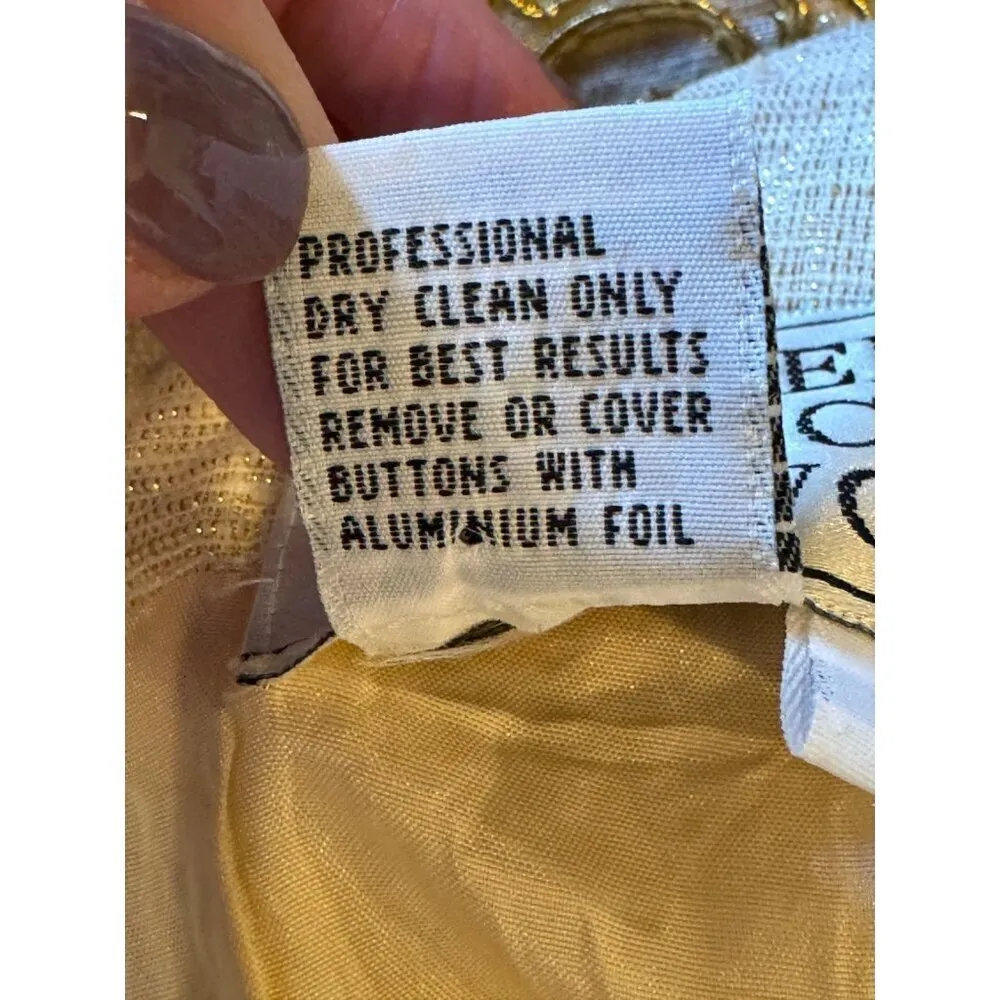 PROFESSIONAL
DRY CLEAN ONLY
FOR BEST RESULTS
REMOVE OR COVER
BUTTONS WITH
ALUMINIUM FOIL